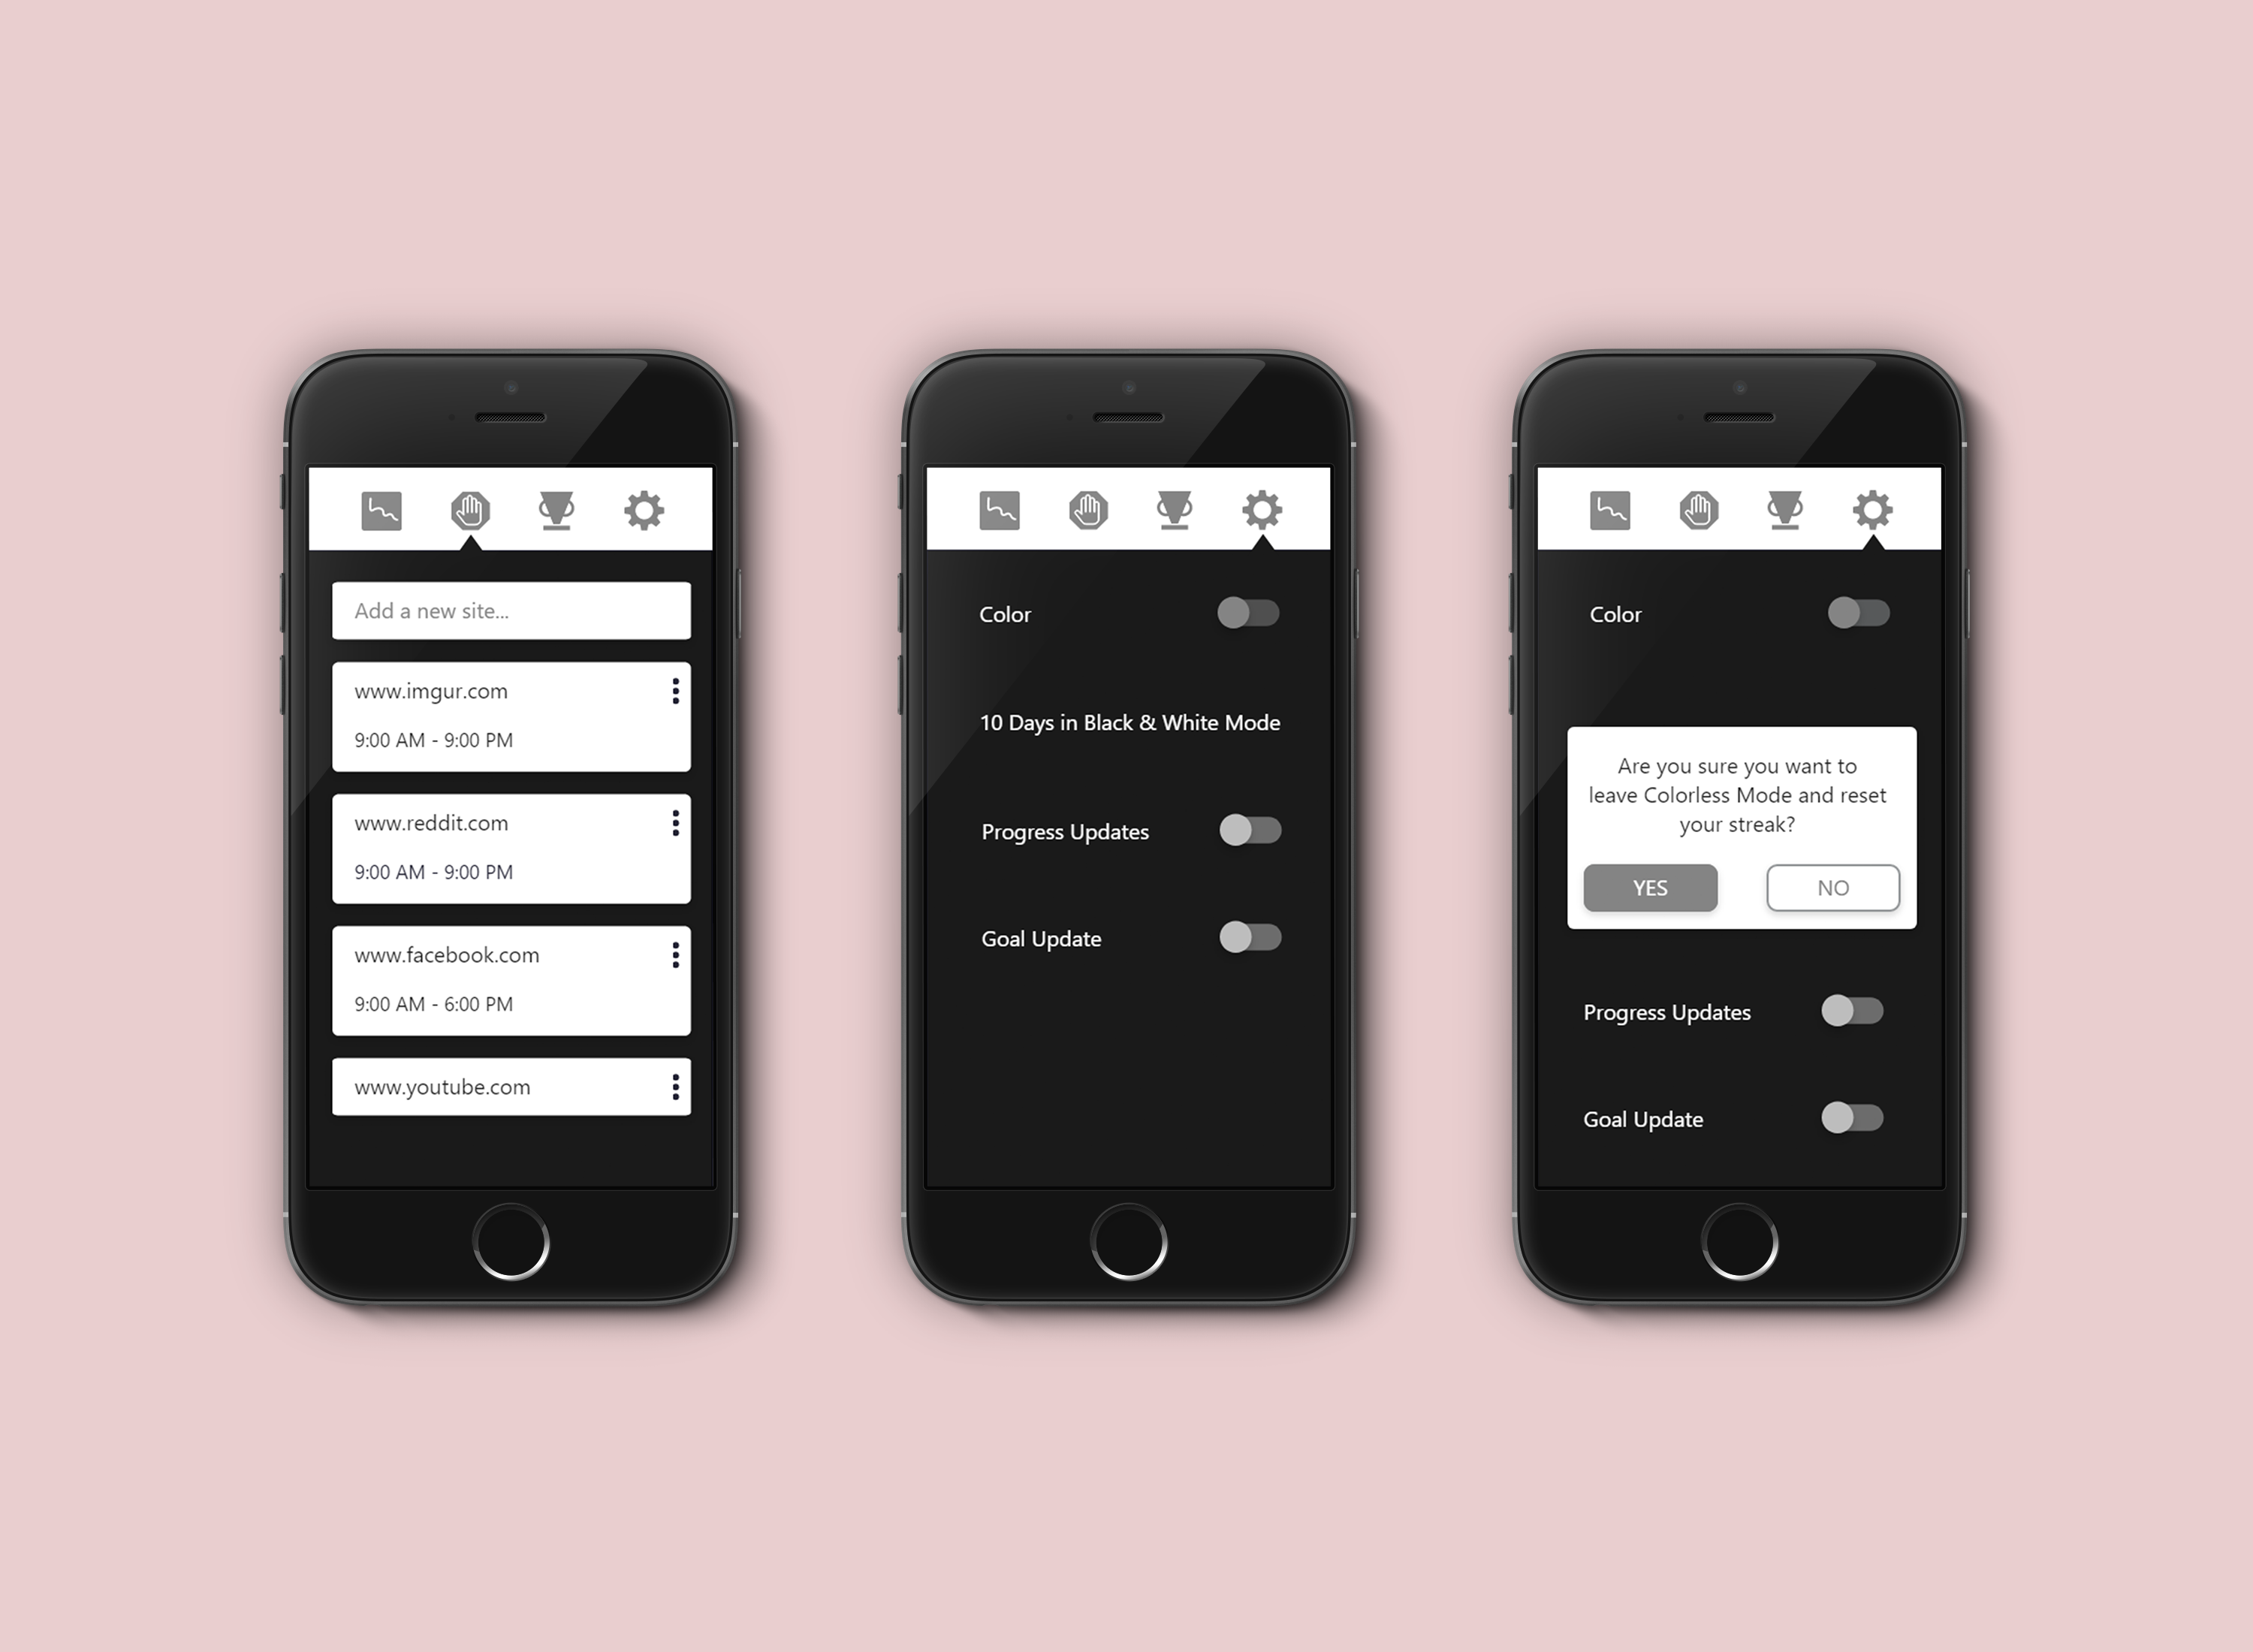 Add a new site...
www.imgur.com
9:00 AM - 9:00 PM
www.reddit.com
9:00 AM - 9:00 PM
www.facebook.com
9:00 AM - 6:00 PM
www.youtube.com
Color
10 Days in Black & White Mode
Progress Updates
Goal Update
Color
Are you sure you want to
leave Colorless Mode and reset
your streak?
YES
NO
Progress Updates
Goal Update